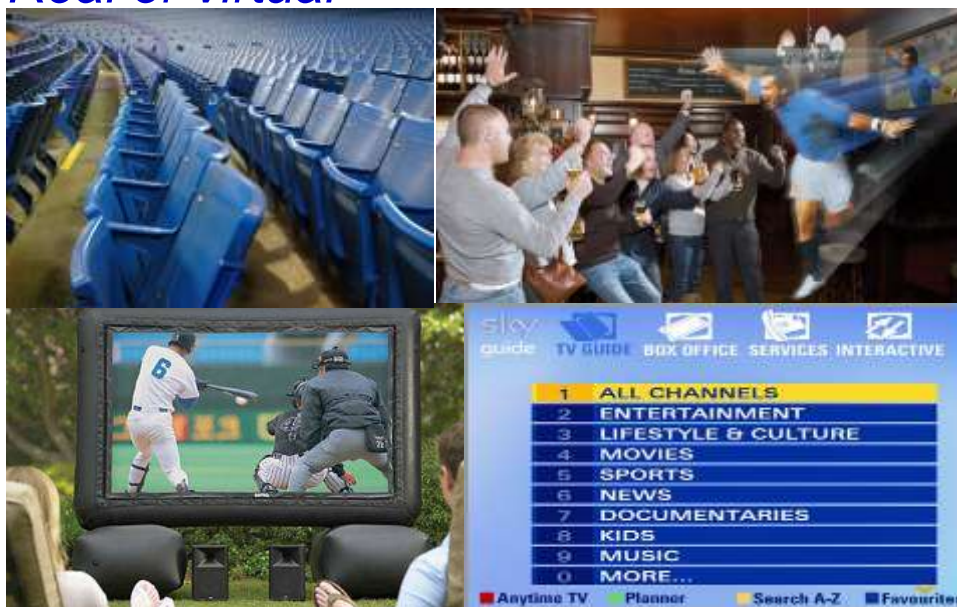 Real or virtual
6
sky
guide
TV GUIDE BOX OFFICE SERVICES INTERACTIVE
1 ALL CHANNELS
2 ENTERTAINMENT
3 LIFESTYLE & CULTURE
4 MOVIES
5 SPORTS
6 NEWS
7 DOCUMENTARIES
8 KIDS
9 MUSIC
0 MORE...
Anytime TV Planner Search A-Z Favourites